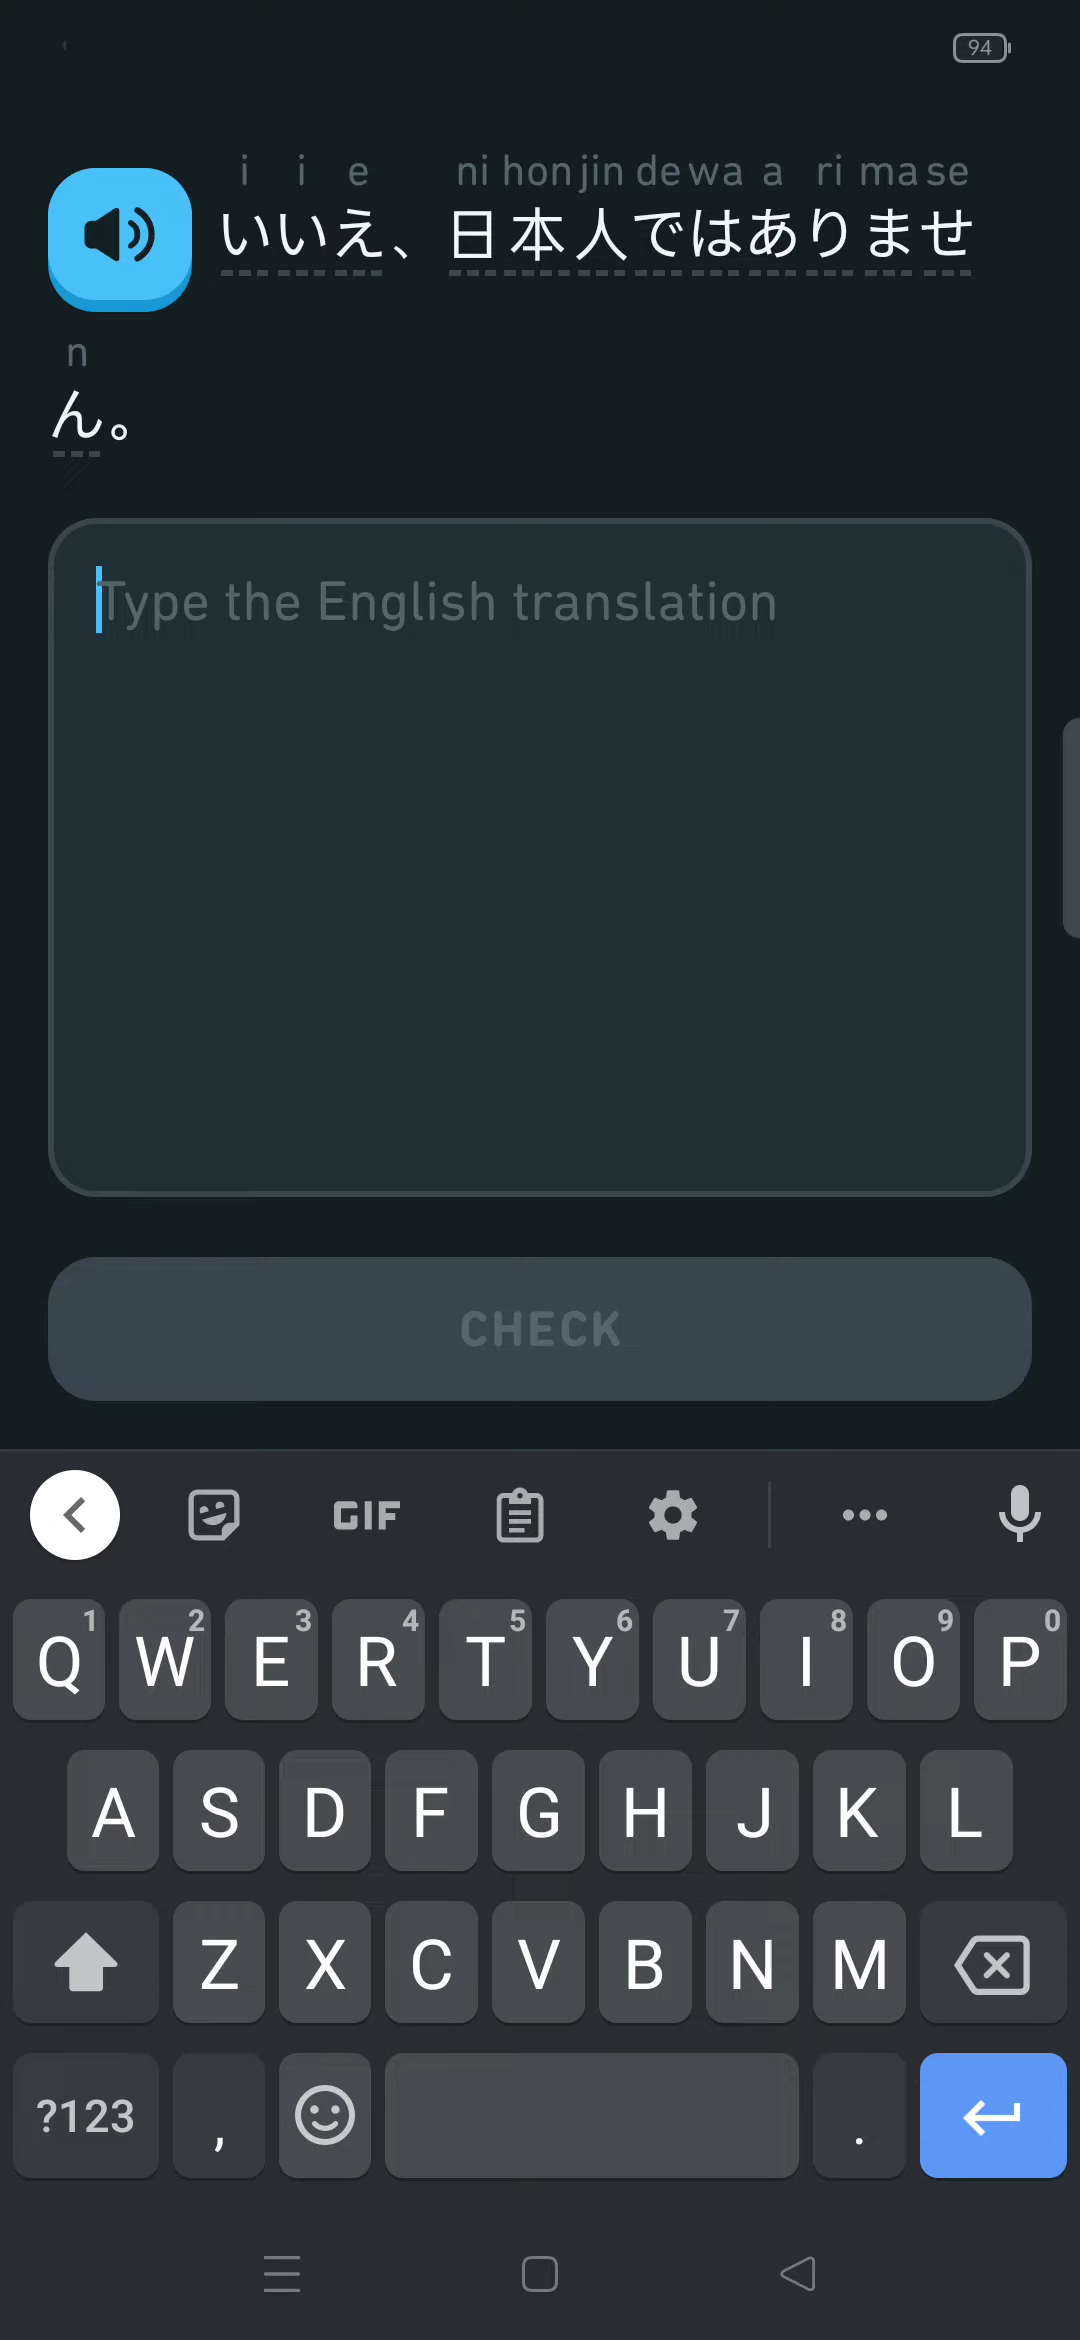 94
i i e ni hon jin de wa a ri ma se
いいえ、日本人ではありませ
n
ん。
Type the English translation
CHECK
GIF
1 2 3 4 5 6 7 8 9 0
Q W E R T Y U I O P
A S D F G H J K L
Z X C V B N M
?123 , .